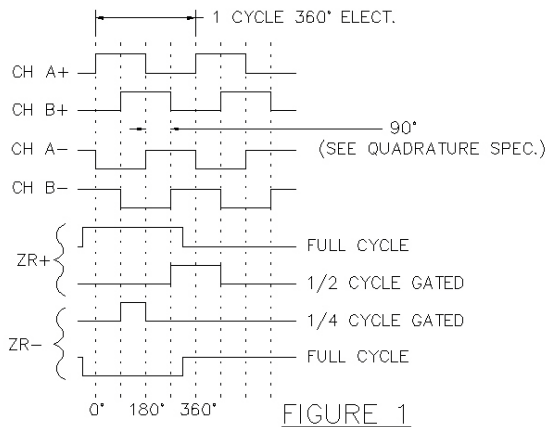 1 CYCLE 360° ELECT.
CH A+
CH B+
90°
CH A-
(SEE QUADRATURE SPEC.)
CH B-
FULL CYCLE
ZR+
1/2 CYCLE GATED
1/4 CYCLE GATED
ZR-
FULL CYCLE
0° 180° 360°
FIGURE 1